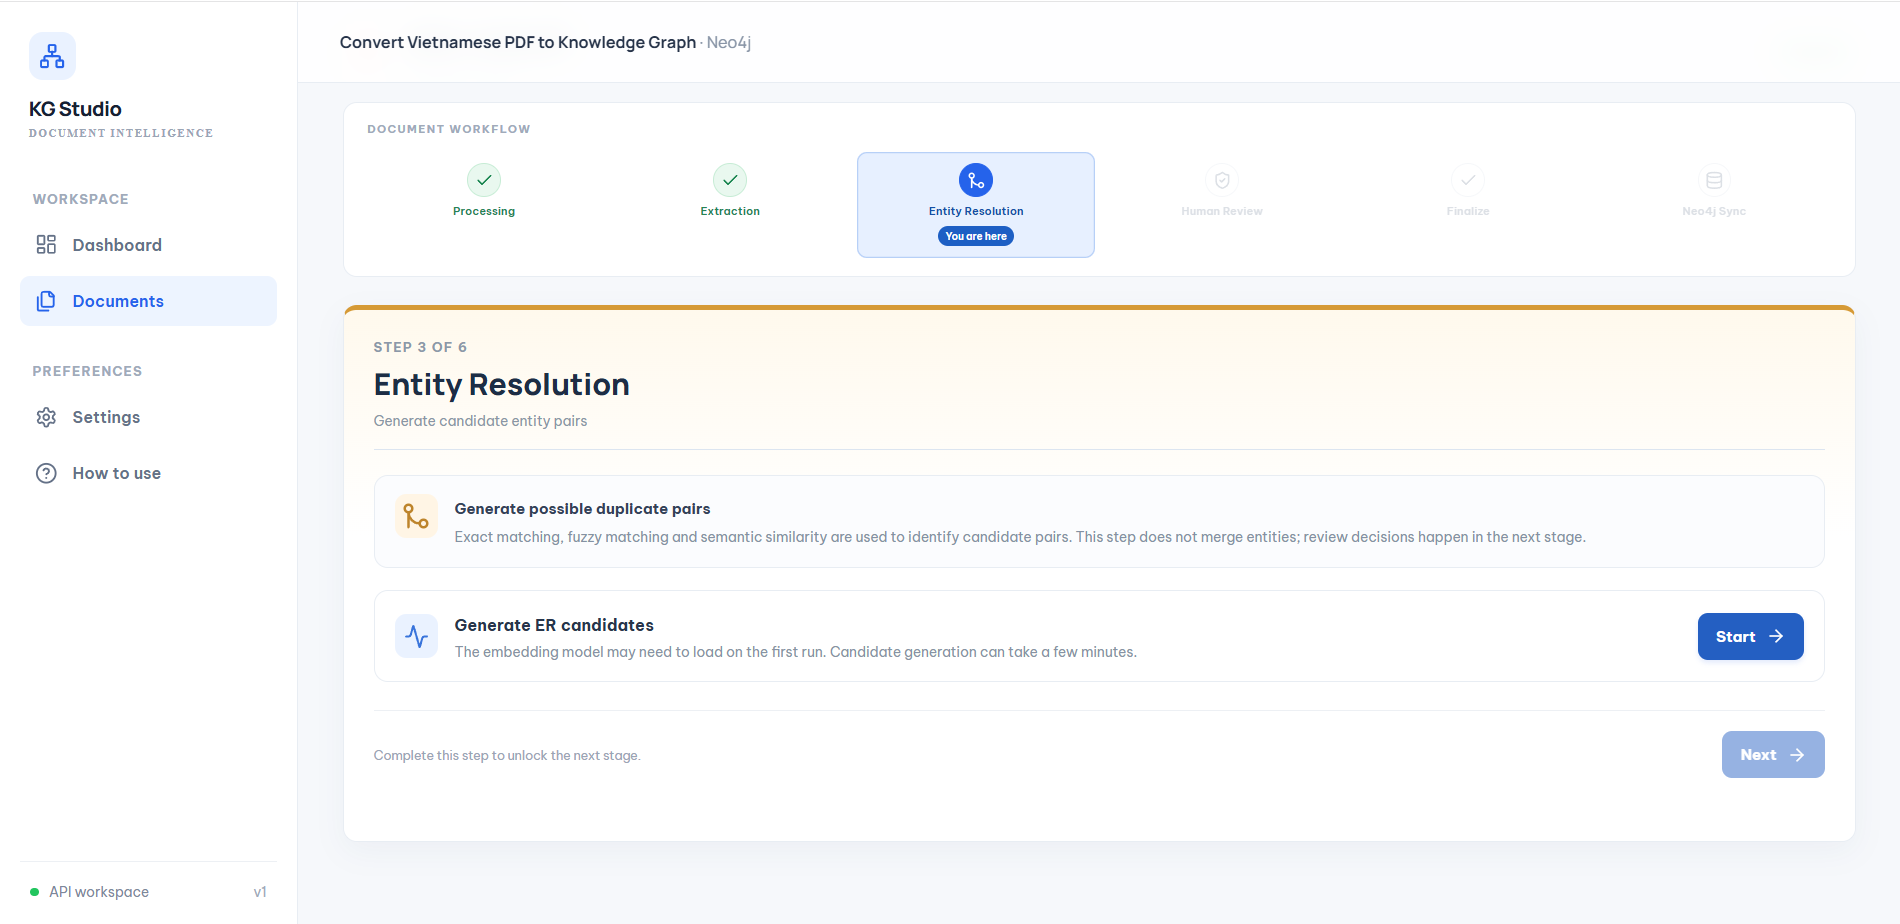 KG Studio
DOCUMENT INTELLIGENCE
WORKSPACE
Dashboard
Documents
PREFERENCES
Settings
How to use
API workspace
v1
Convert Vietnamese PDF to Knowledge Graph · Neo4j
DOCUMENT WORKFLOW
Processing
Extraction
Entity Resolution
You are here
Human Review
Finalize
Neo4j Sync
STEP 3 OF 6
Entity Resolution
Generate candidate entity pairs
Generate possible duplicate pairs
Exact matching, fuzzy matching and semantic similarity are used to identify candidate pairs. This step does not merge entities; review decisions happen in the next stage.
Generate ER candidates
The embedding model may need to load on the first run. Candidate generation can take a few minutes.
Start
Complete this step to unlock the next stage.
Next